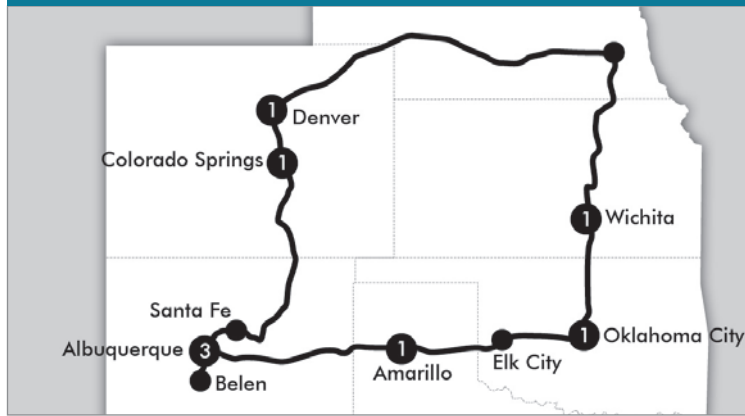 1
Denver
Colorado Springs
1
1
Wichita
Santa Fe
Albuquerque
3
1
Amarillo
Elk City
1
Oklahoma City
Belen